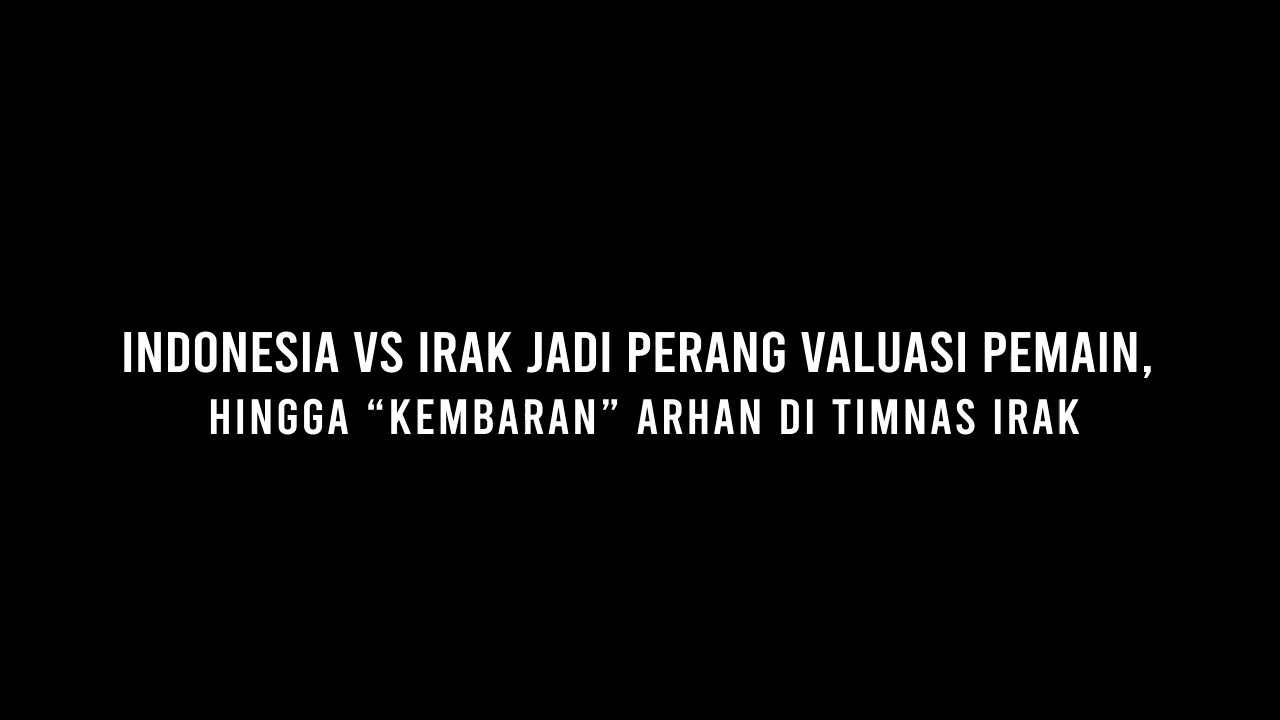 INDONESIA VS IRAK JADI PERANG VALUASI PEMAIN,
HINGGA “KEMBARAN” ARHAN DI TIMNAS IRAK